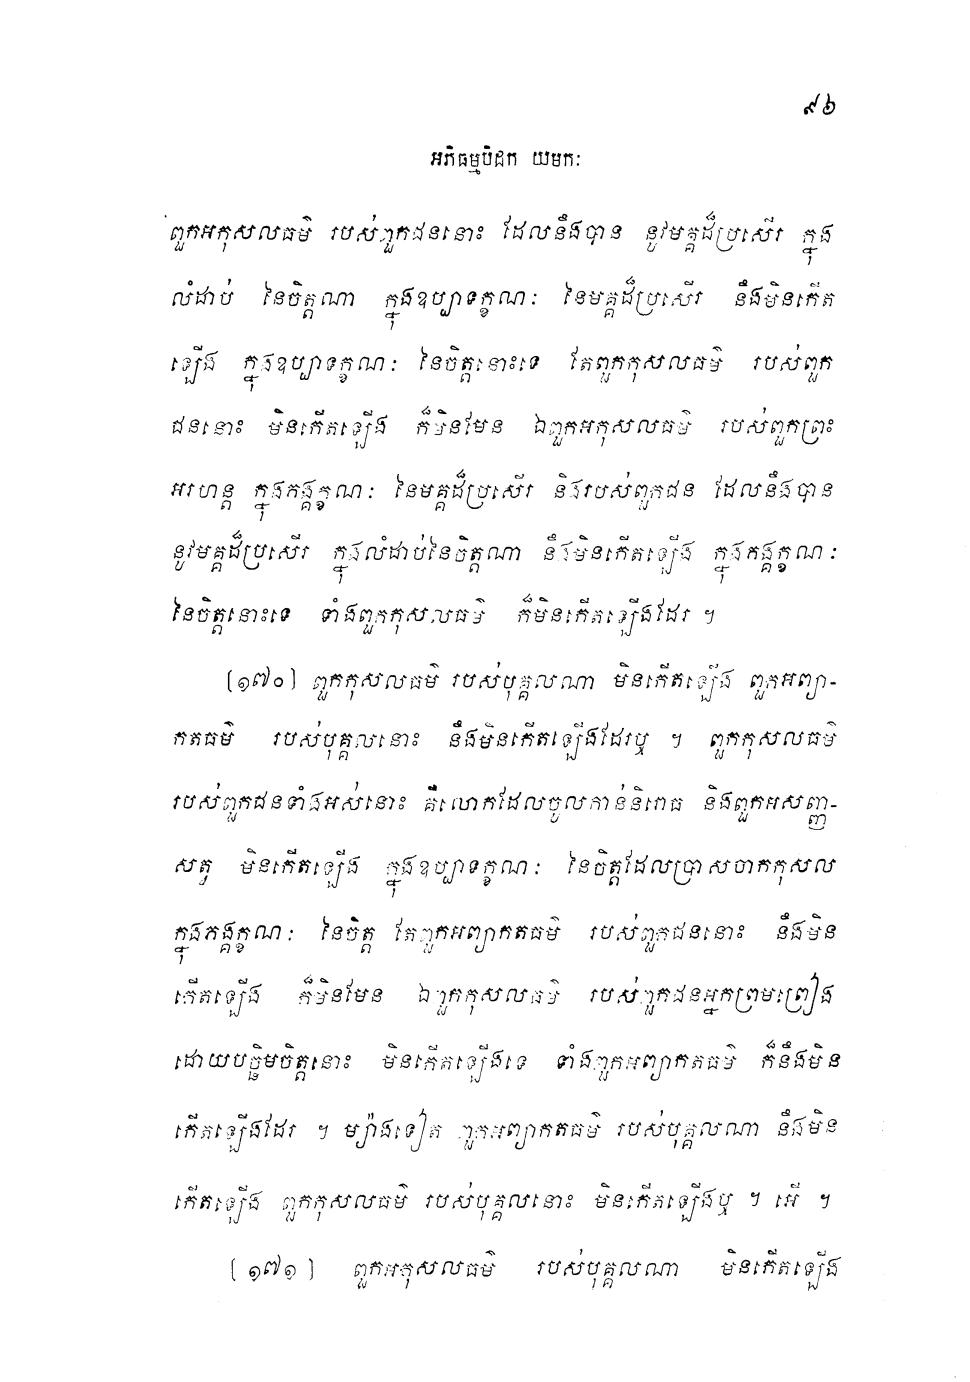 ៩៦
អភិធម្មបិដក យមកៈ
ពួកអកុសលធម៌ របស់ពួកជននោះ ដែលនឹងបាន នូវមគ្គដ៏ប្រសើរ ក្នុង
លំដាប់ នៃចិត្តណា ក្នុងឧប្បាទក្ខណៈ នៃមគ្គដ៏ប្រសើរ នឹងមិនកើត
ឡើង ក្នុងឧប្បាទក្ខណៈ នៃចិត្តនោះទេ តែពួកកុសលធម៌ របស់ពួក
ជននោះ មិនកើតឡើង ក៏មិនមែន ឯពួកអកុសលធម៌ របស់ពួកព្រះ
អរហន្ត ក្នុងភង្គក្ខណៈ នៃមគ្គដ៏ប្រសើរ និងរបស់ពួកជន ដែលនឹងបាន
នូវមគ្គដ៏ប្រសើរ ក្នុងលំដាប់នៃចិត្តណា នឹងមិនកើតឡើង ក្នុងភង្គក្ខណៈ
នៃចិត្តនោះទេ ទាំងពួកកុសលធម៌ ក៏មិនកើតឡើងដែរ ។
(១៧០) ពួកកុសលធម៌ របស់បុគ្គលណា មិនកើតឡើង ពួកអព្យា-
កតធម៌ របស់បុគ្គលនោះ នឹងមិនកើតឡើងដែរឬ ។ ពួកកុសលធម៌
របស់ពួកជនទាំងអស់នោះ គឺលោកដែលចូលកាន់និរោធ និងពួកអសញ្ញ-
សត្វ មិនកើតឡើង ក្នុងឧប្បាទក្ខណៈ នៃចិត្តដែលប្រាសចាកកុសល
ក្នុងភង្គក្ខណៈ នៃចិត្ត តែពួកអព្យាកតធម៌ របស់ពួកជននោះ នឹងមិន
កើតឡើង ក៏មិនមែន ឯពួកកុសលធម៌ របស់ពួកជនអ្នកព្រមព្រៀង
ដោយបច្ឆិមចិត្តនោះ មិនកើតឡើងទេ ទាំងពួកអព្យាកតធម៌ ក៏នឹងមិន
កើតឡើងដែរ ។ ម្យ៉ាងទៀត ពួកអព្យាកតធម៌ របស់បុគ្គលណា នឹងមិន
កើតឡើង ពួកកុសលធម៌ របស់បុគ្គលនោះ មិនកើតឡើងឬ ។ អើ ។
(១៧១) ពួកអកុសលធម៌ របស់បុគ្គលណា មិនកើតឡើង